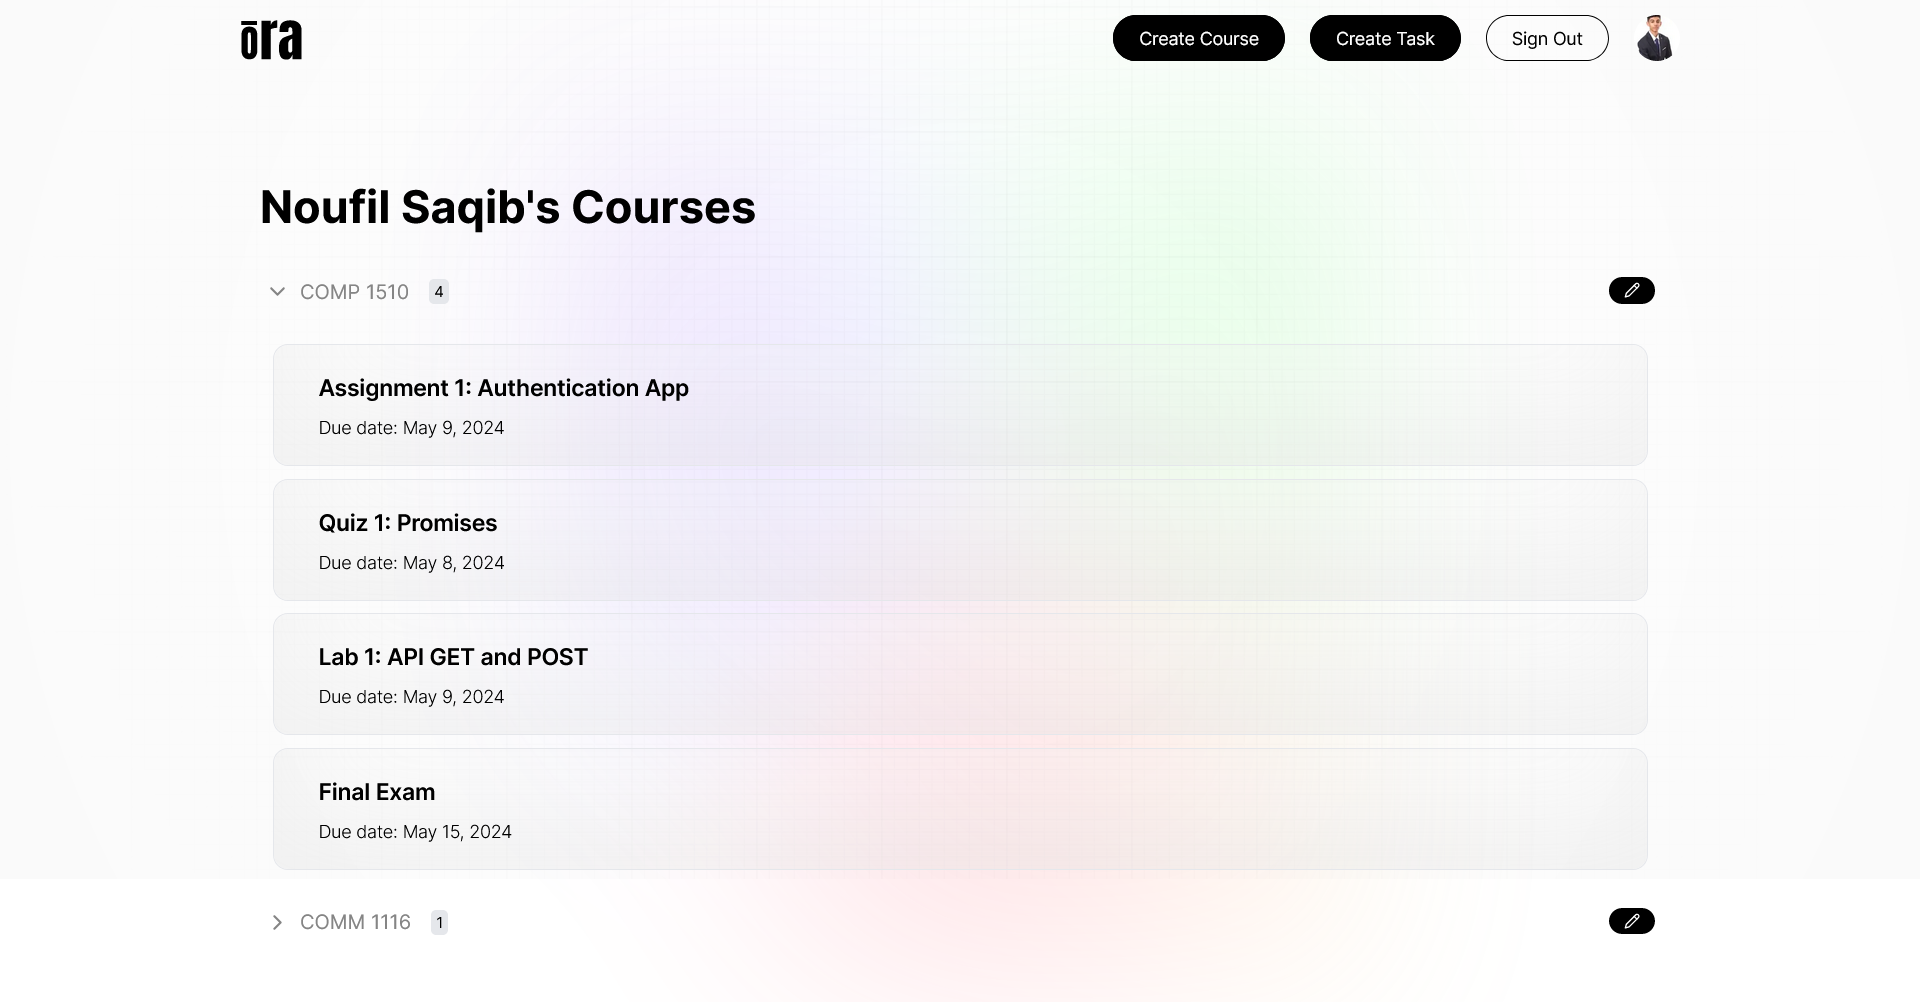 ōra
Create Course
Create Task
Sign Out
Noufil Saqib's Courses
COMP 1510 4
Assignment 1: Authentication App
Due date: May 9, 2024
Quiz 1: Promises
Due date: May 8, 2024
Lab 1: API GET and POST
Due date: May 9, 2024
Final Exam
Due date: May 15, 2024
COMM 1116 1